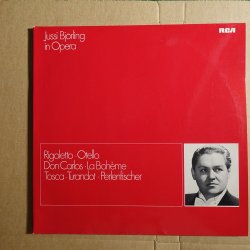 Jussi Björling
in Opera
RCA
Rigoletto · Otello
Don Carlos · La Bohème
Tosca · Turandot · Perlenfischer